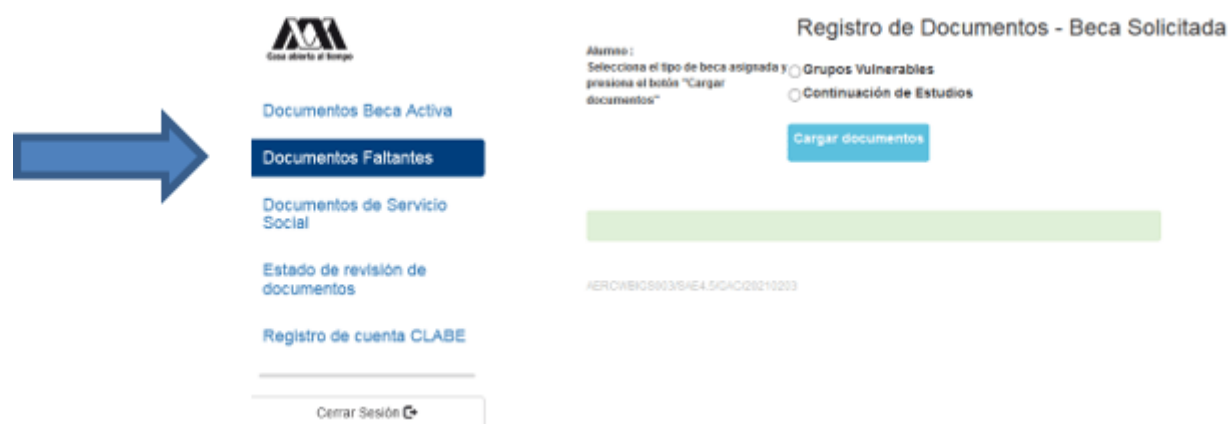 Casa abierta al tiempo
Documentos Beca Activa
Documentos Faltantes
Documentos de Servicio
Social
Estado de revisión de
documentos
Registro de cuenta CLABE
Cerrar Sesión
Registro de Documentos - Beca Solicitada
Alumno :
Selecciona el tipo de beca asignada y
presiona el botón "Cargar
documentos"
Grupos Vulnerables
Continuación de Estudios
Cargar documentos